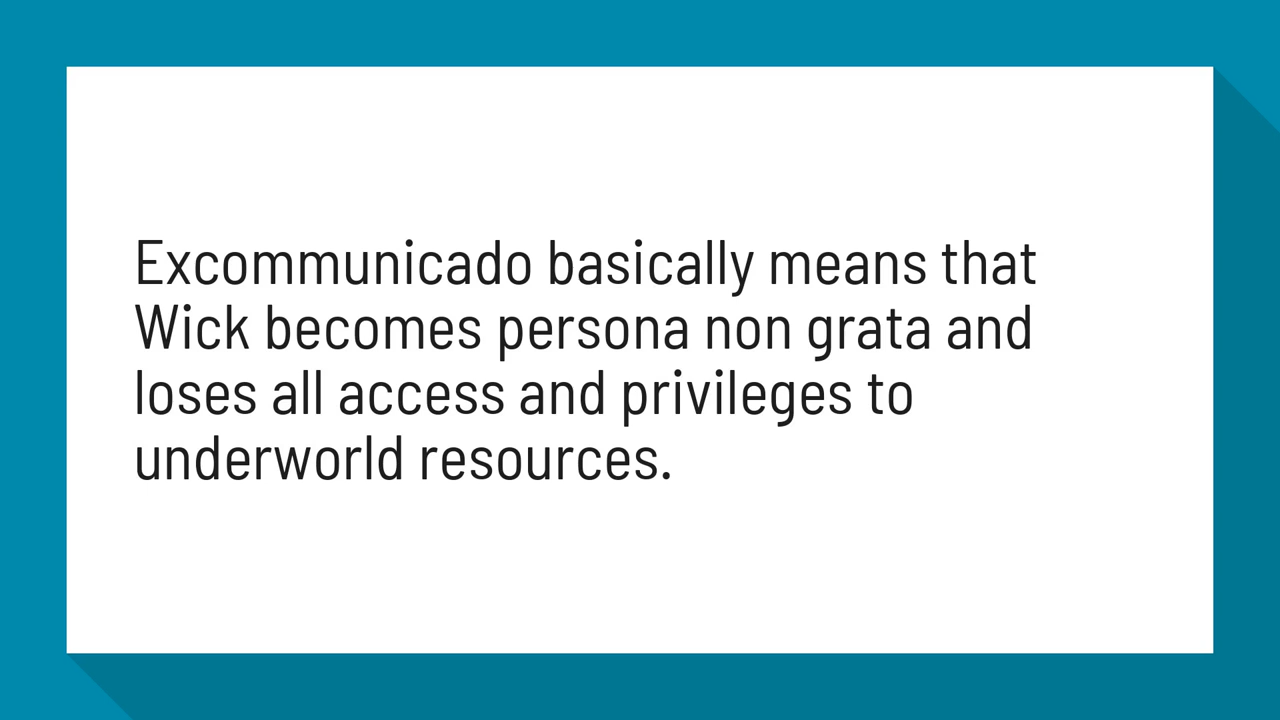 Excommunicado basically means that
Wick becomes persona non grata and
loses all access and privileges to
underworld resources.